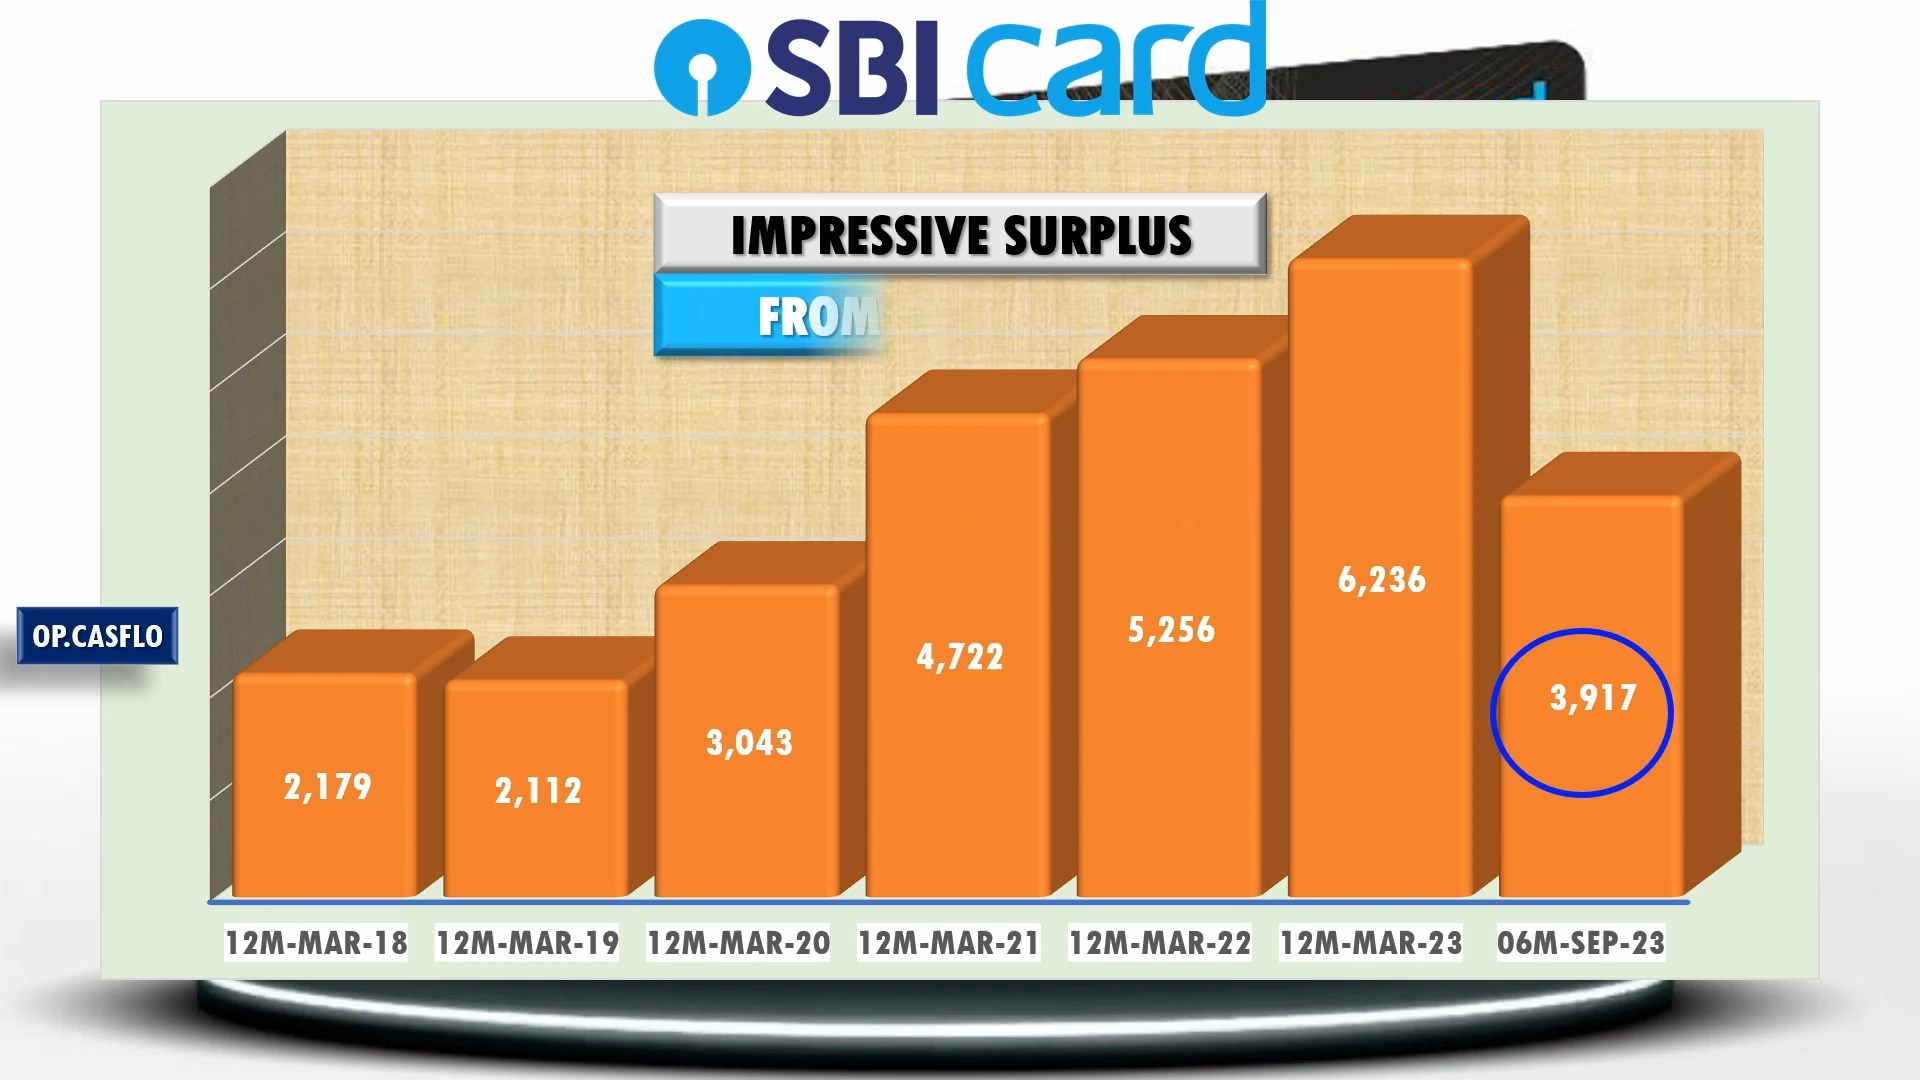 SBI card
IMPRESSIVE SURPLUS
FROM
6,236
5,256
4,722
3,917
3,043
2,179
2,112
OP.CASFLO
12M-MAR-18
12M-MAR-19
12M-MAR-20
12M-MAR-21
12M-MAR-22
12M-MAR-23
06M-SEP-23